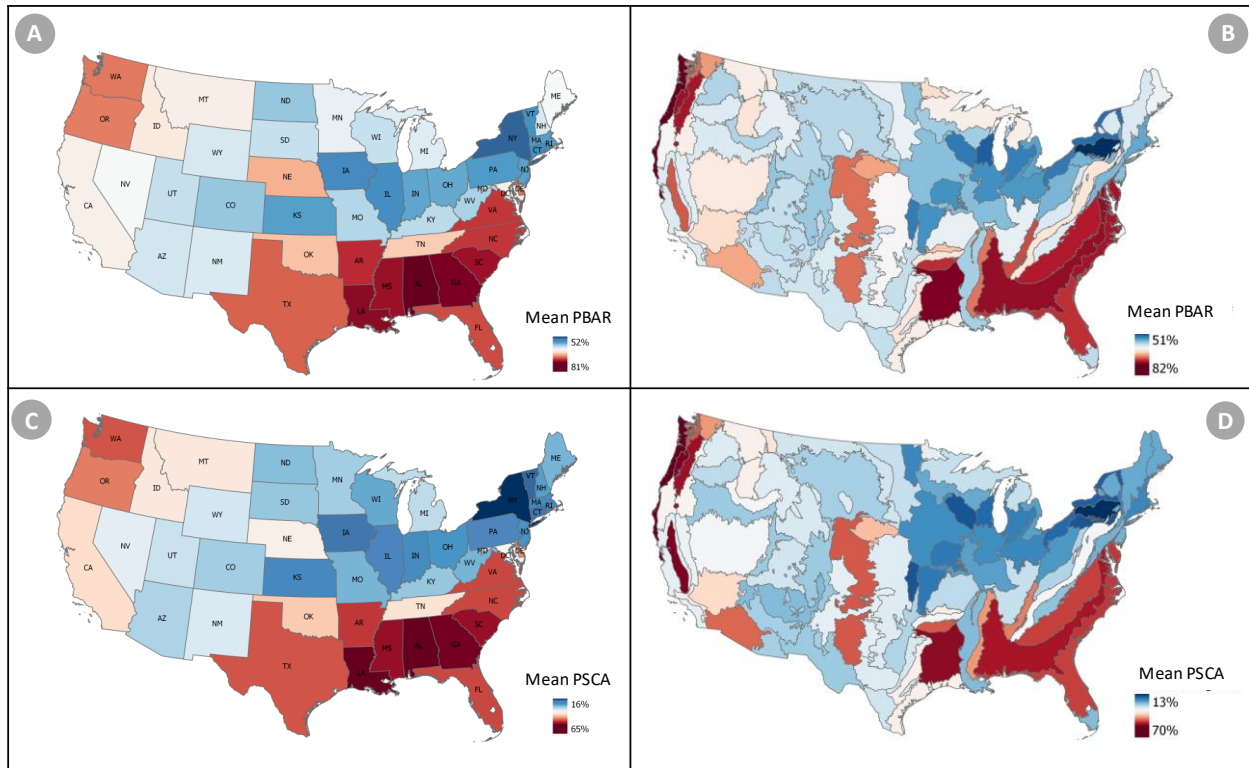 A
WA
OR
CA
NV
ID
MT
WY
UT
AZ
CO
NM
ND
SD
NE
KS
OK
TX
MN
IA
MO
AR
LA
WI
IL
MI
IN
OH
KY
TN
MS
AL
GA
FL
SC
NC
VA
WV
PA
NY
VT
NH
ME
MA
RI
CT
NJ
MD
DC
DE
Mean PBAR
52%
81%
B
Mean PBAR
51%
82%
C
WA
OR
CA
NV
ID
MT
WY
UT
AZ
CO
NM
ND
SD
NE
KS
OK
TX
MN
IA
MO
AR
LA
WI
IL
MI
IN
OH
KY
TN
MS
AL
GA
FL
SC
NC
VA
WV
PA
NY
VT
NH
ME
MA
RI
CT
NJ
MD
DC
DE
Mean PSCA
16%
65%
D
Mean PSCA
13%
70%